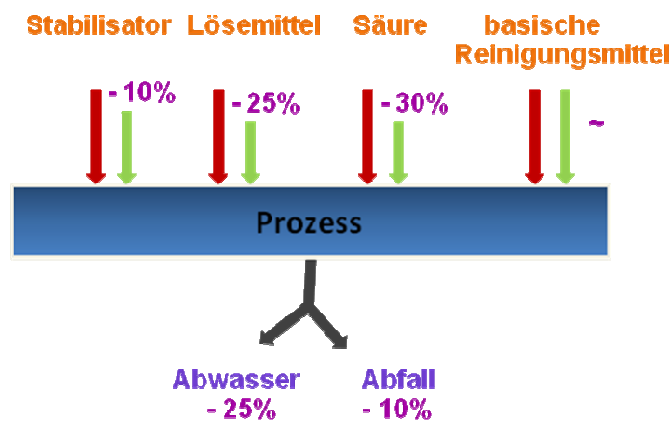 Stabilisator Lösemittel Säure basische
Reinigungsmittel
- 10% - 25% - 30% ~
Prozess
Abwasser Abfall
- 25% - 10%